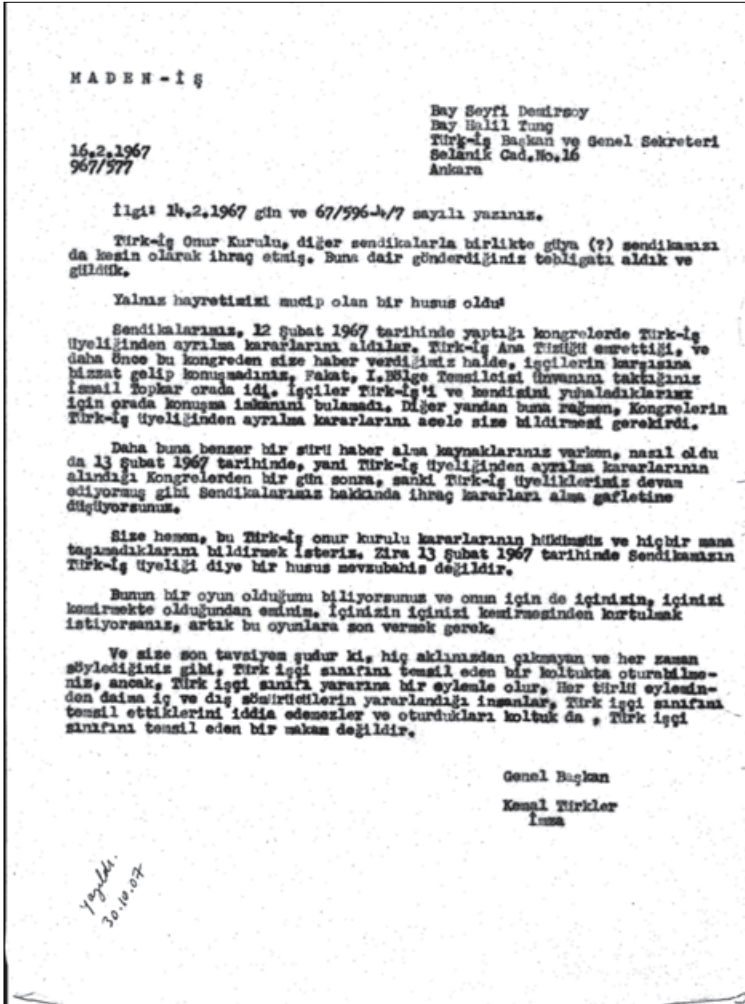 MADEN-İŞ
Bay Seyfi Demirsoy
Bay Halil Tunç
Türk-İş Başkan ve Genel Sekreteri
Selanik Cad.No.16
Ankara
16.2.1967
967/577
İlgi: 14.2.1967 gün ve 67/596-4/7 sayılı yazınız.
Türk-İş Onur Kurulu, diğer sendikalarla birlikte güya (?) sendikamızı
da kesin olarak ihraç etmiş. Buna dair gönderdiğiniz tebligatı aldık ve
güldük.
Yalnız hayretimizi mucip olan bir husus oldu:
Sendikalarımız, 12 Şubat 1967 tarihinde yaptığı kongrelerde Türk-İş
üyeliğinden ayrılma kararlarını aldılar. Türk-İş Ana Tüzüğü emrettiği, ve
daha önce bu kongreden size haber verdiğimiz halde, işçilerin karşısına
bizzat gelip konuşmadınız, Fakat, I.Bölge Temsilcisi ünvanını taktığınız
İsmail Topkar orada idi. İşçiler Türk-İş'i ve kendisini yuhaladıklarını
için orada konuşma imkanını bulamadı. Diğer yandan buna rağmen, Kongrelerin
Türk-İş üyeliğinden ayrılma kararlarını acele size bildirmesi gerekirdi.
Daha buna benzer bir sürü haber alma kaynaklarınız varken, nasıl oldu
da 13 Şubat 1967 tarihinde, yani Türk-İş üyeliğinden ayrılma kararlarının
alındığı Kongrelerden bir gün sonra, sanki Türk-İş üyeliklerimiz devam
ediyormuş gibi Sendikalarımız hakkında ihraç kararları alma gafletine
düşüyorsunuz.
Size hemen, bu Türk-İş onur kurulu kararlarının hükümsüz ve hiçbir mana
taşımadıklarını bildirmek isteriz. Zira 13 Şubat 1967 tarihinde Sendikamızın
Türk-İş üyeliği diye bir husus mevzubahis değildir.
Bunun bir oyun olduğunu biliyorsunuz ve onun için de içinizin, içinizi
kemirmekte olduğundan eminim. İçinizin içinizi kemirmesinden kurtulmak
istiyorsanız, artık bu oyunlara son vermek gerek.
Ve size son tavsiyem şudur ki, hiç aklınızdan çıkmayan ve her zaman
söylediğiniz gibi, Türk işçi sınıfını temsil eden bir koltukta oturabilme-
niz, ancak, Türk işçi sınıfı yararına bir eylemle olur, Her türlü eylemin-
den daima iç ve dış sömürücülerin yararlandığı insanlar, Türk işçi sınıfını
temsil ettiklerini iddia edemezler ve oturdukları koltuk da , Türk işçi
sınıfını temsil eden bir makam değildir.
Genel Başkan
Kemal Türkler
İmza
Yazıldı.
30.10.07